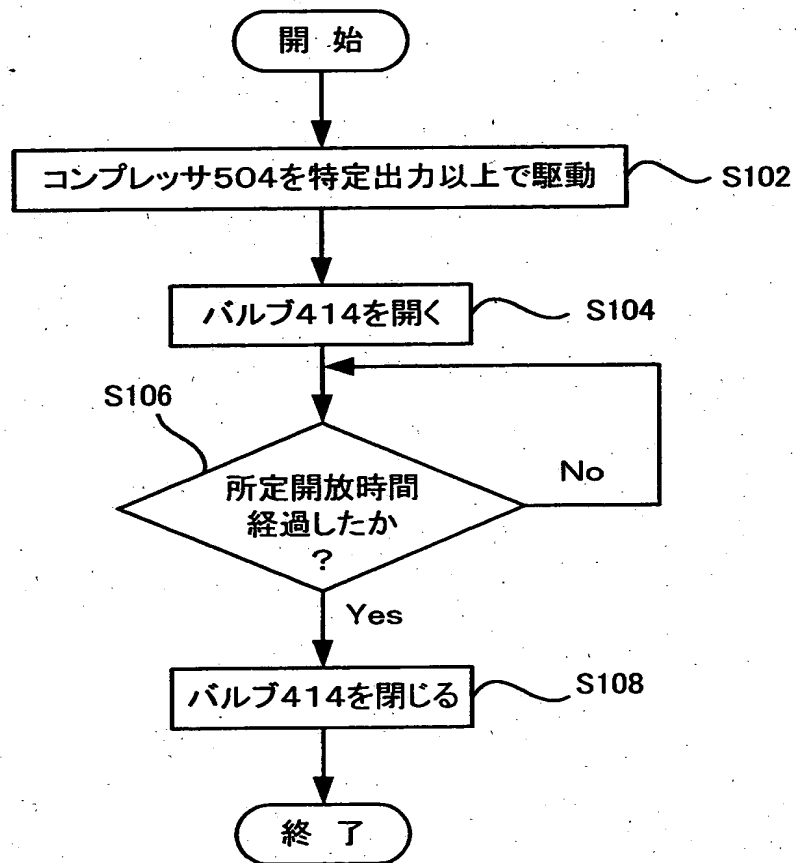 開始
コンプレッサ504を特定出力以上で駆動
S102
バルブ414を開く
S104
S106
所定開放時間
経過したか
?
No
Yes
バルブ414を閉じる
S108
終了